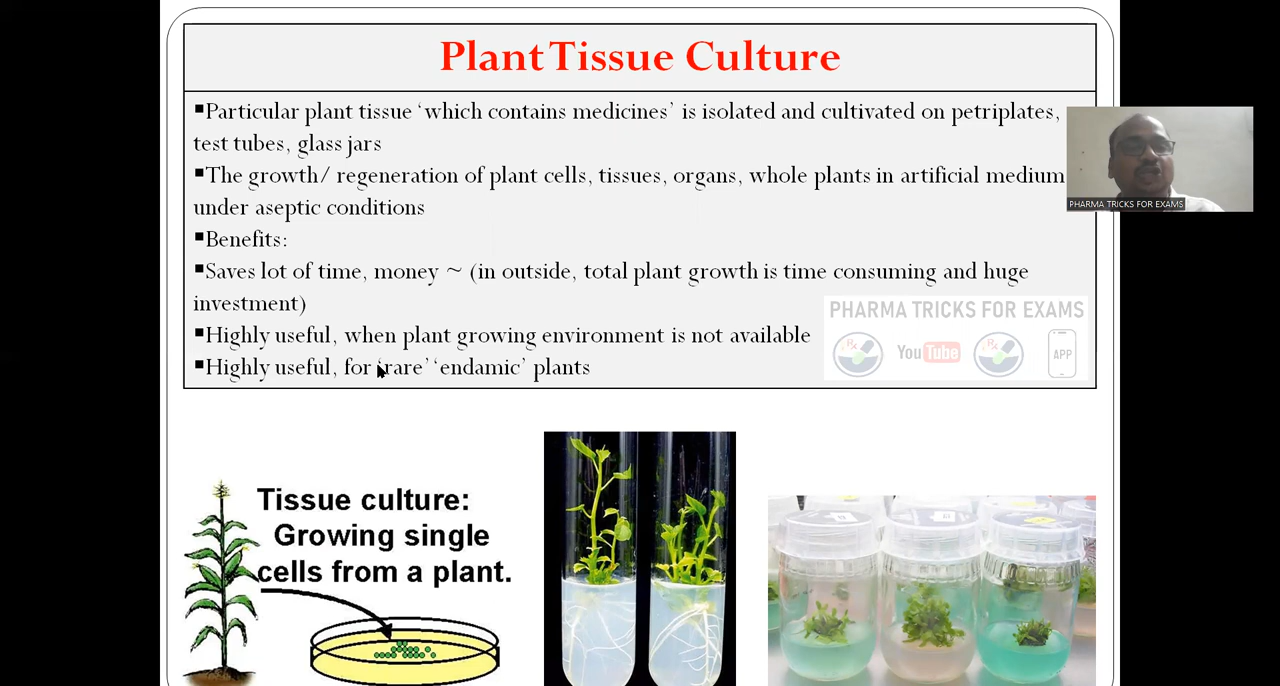 Plant Tissue Culture
▪Particular plant tissue ‘which contains medicines’ is isolated and cultivated on petriplates,
test tubes, glass jars
▪The growth/ regeneration of plant cells, tissues, organs, whole plants in artificial medium
under aseptic conditions
▪Benefits:
▪Saves lot of time, money ~ (in outside, total plant growth is time consuming and huge
investment)
▪Highly useful, when plant growing environment is not available
▪Highly useful, for ‘rare’ ‘endamic’ plants
PHARMA TRICKS FOR EXAMS
PHARMA TRICKS FOR EXAMS
Rx
YouTube
Rx
APP
Tissue culture:
Growing single
cells from a plant.